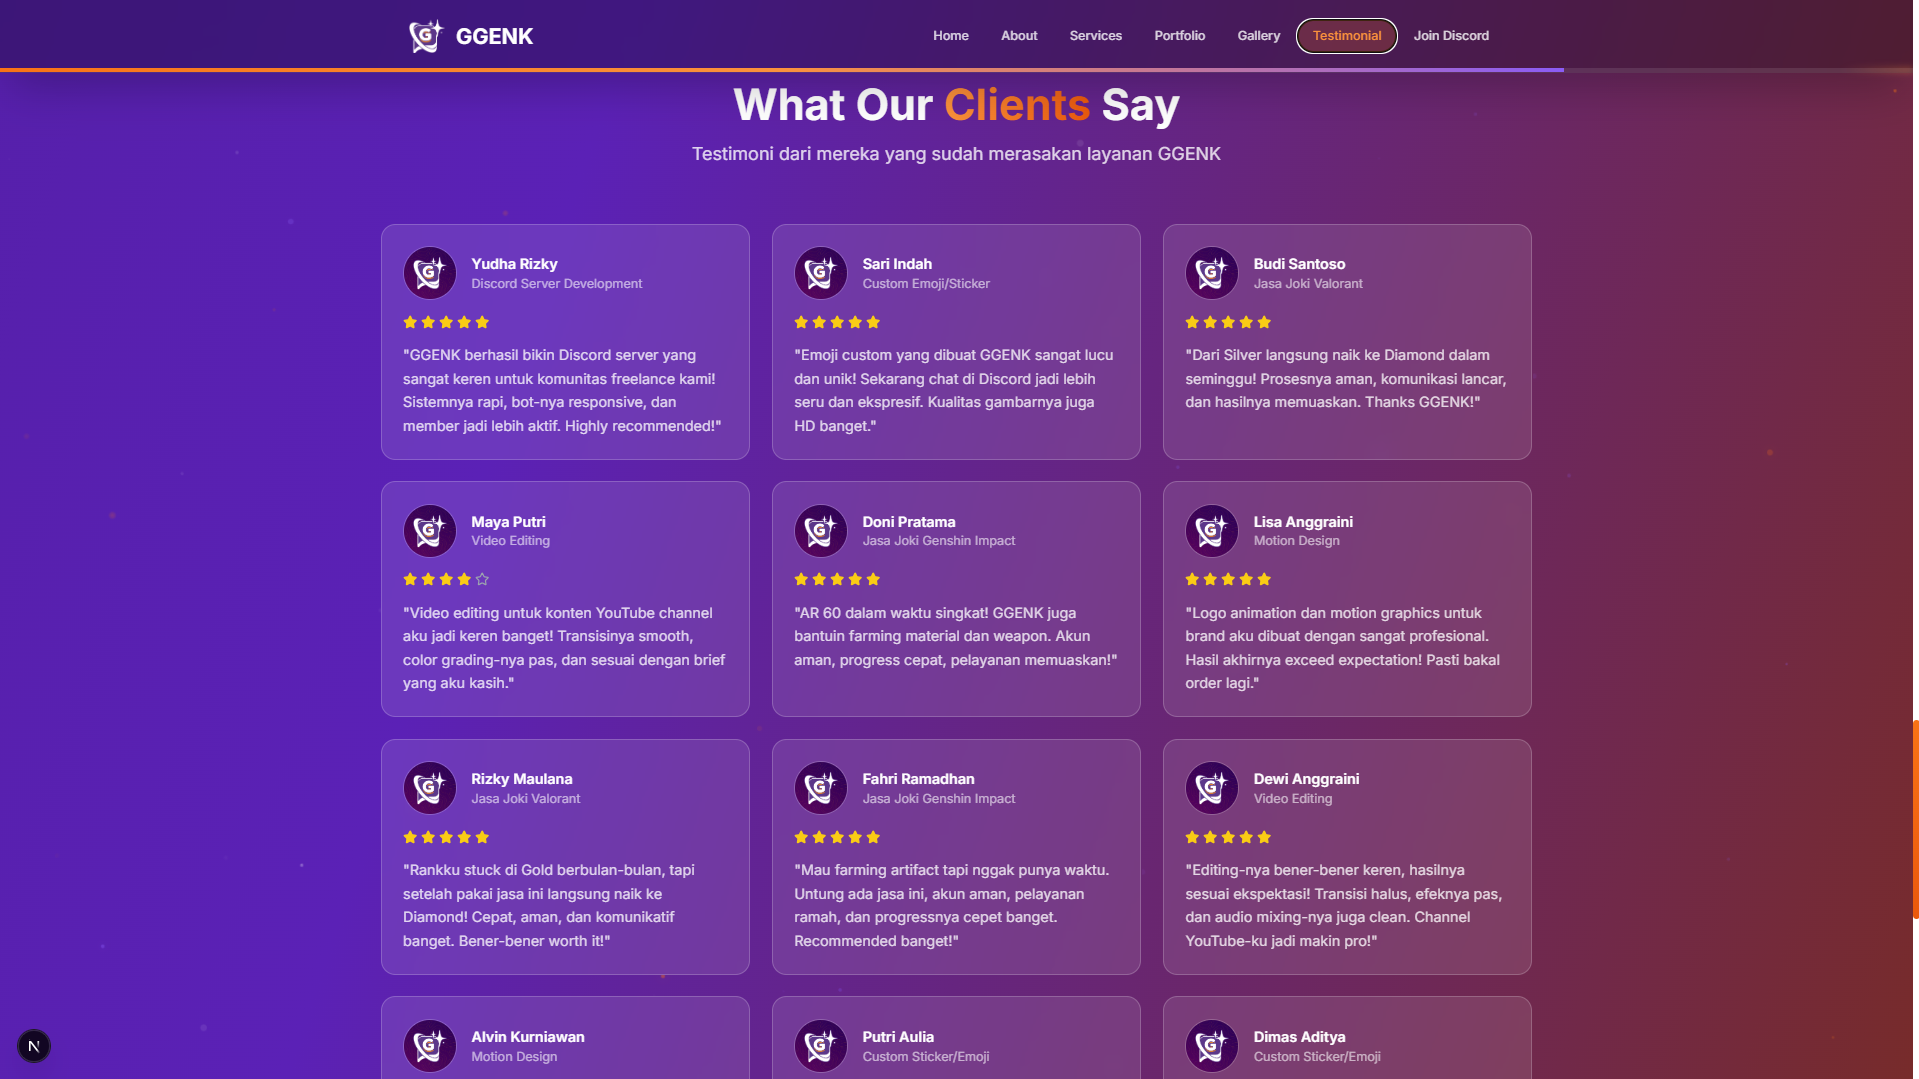 GGENK
Home
About
Services
Portfolio
Gallery
Testimonial
Join Discord
What Our Clients Say
Testimoni dari mereka yang sudah merasakan layanan GGENK
Yudha Rizky
Discord Server Development
"GGENK berhasil bikin Discord server yang
sangat keren untuk komunitas freelance kami!
Sistemnya rapi, bot-nya responsive, dan
member jadi lebih aktif. Highly recommended!"
Sari Indah
Custom Emoji/Sticker
"Emoji custom yang dibuat GGENK sangat lucu
dan unik! Sekarang chat di Discord jadi lebih
seru dan ekspresif. Kualitas gambarnya juga
HD banget."
Budi Santoso
Jasa Joki Valorant
"Dari Silver langsung naik ke Diamond dalam
seminggu! Prosesnya aman, komunikasi lancar,
dan hasilnya memuaskan. Thanks GGENK!"
Maya Putri
Video Editing
"Video editing untuk konten YouTube channel
aku jadi keren banget! Transisinya smooth,
color grading-nya pas, dan sesuai dengan brief
yang aku kasih."
Doni Pratama
Jasa Joki Genshin Impact
"AR 60 dalam waktu singkat! GGENK juga
bantuin farming material dan weapon. Akun
aman, progress cepat, pelayanan memuaskan!"
Lisa Anggraini
Motion Design
"Logo animation dan motion graphics untuk
brand aku dibuat dengan sangat profesional.
Hasil akhirnya exceed expectation! Pasti bakal
order lagi."
Rizky Maulana
Jasa Joki Valorant
"Rankku stuck di Gold berbulan-bulan, tapi
setelah pakai jasa ini langsung naik ke
Diamond! Cepat, aman, dan komunikatif
banget. Bener-bener worth it!"
Fahri Ramadhan
Jasa Joki Genshin Impact
"Mau farming artifact tapi nggak punya waktu.
Untung ada jasa ini, akun aman, pelayanan
ramah, dan progressnya cepet banget.
Recommended banget!"
Dewi Anggraini
Video Editing
"Editing-nya bener-bener keren, hasilnya
sesuai ekspektasi! Transisi halus, efeknya pas,
dan audio mixing-nya juga clean. Channel
YouTube-ku jadi makin pro!"
Alvin Kurniawan
Motion Design
Putri Aulia
Custom Sticker/Emoji
Dimas Aditya
Custom Sticker/Emoji
N